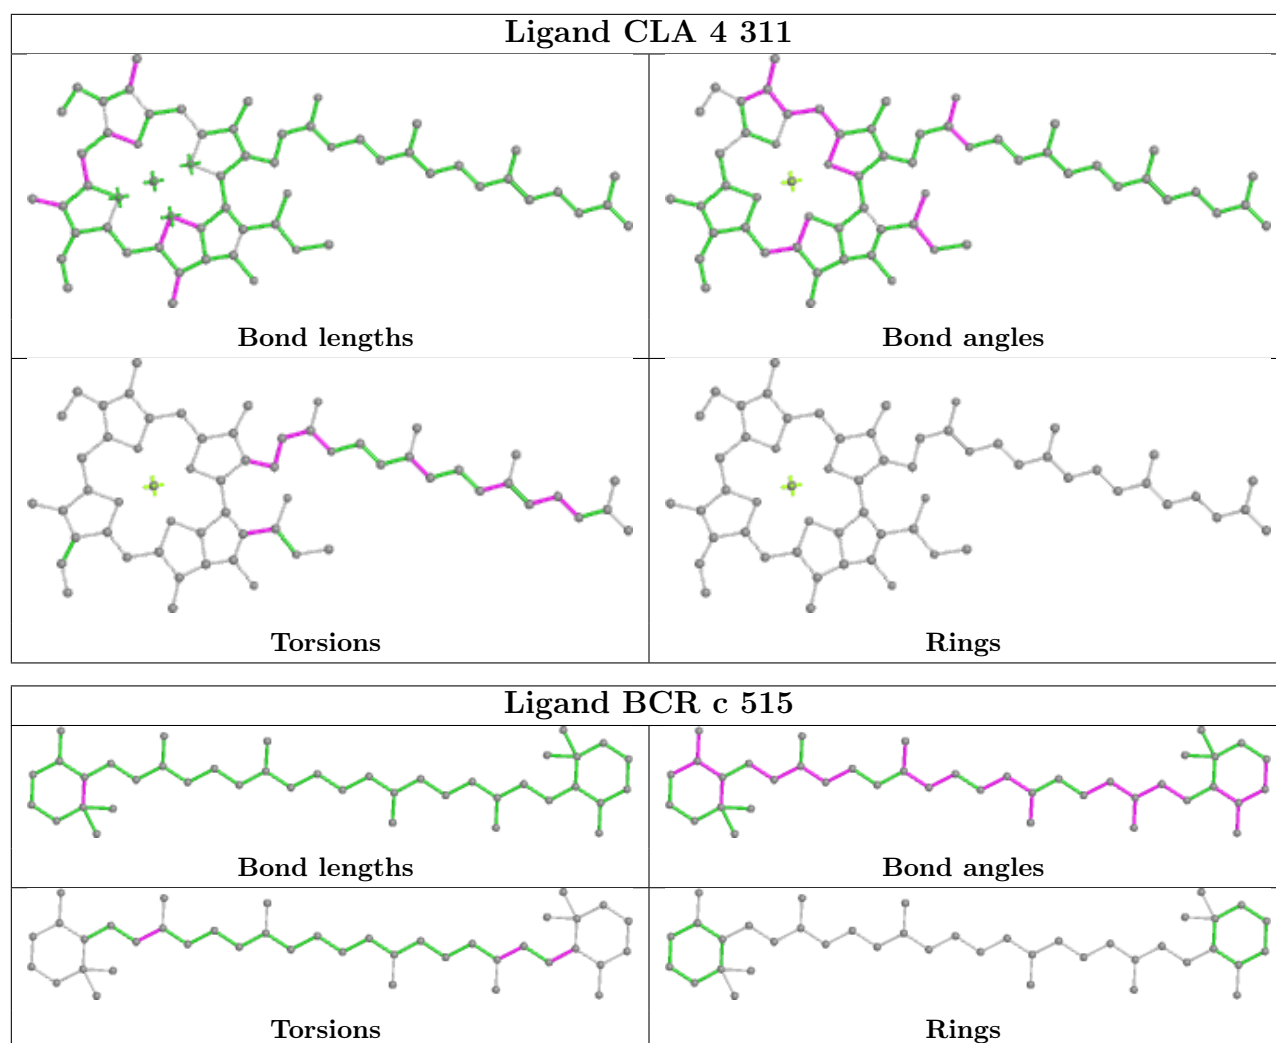 Ligand CLA 4 311
Bond lengths
Bond angles
Torsions
Rings
Ligand BCR c 515
Bond lengths
Bond angles
Torsions
Rings